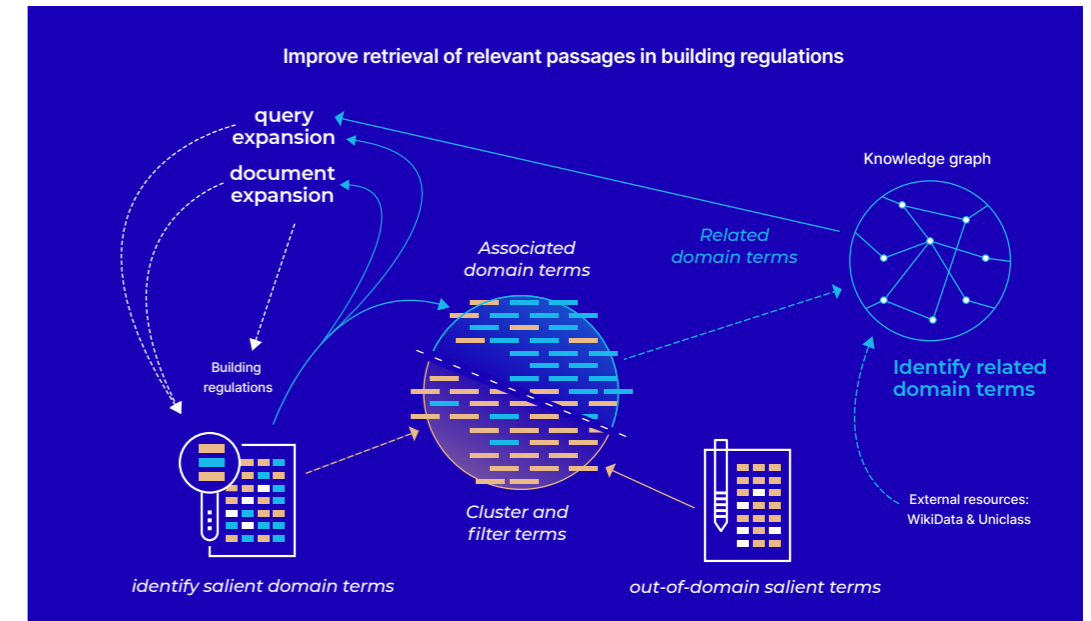 Improve retrieval of relevant passages in building regulations
query
expansion
document
expansion
Knowledge graph
Associated
domain terms
Related
domain terms
Building
regulations
Identify related
domain terms
Cluster and
filter terms
External resources:
WikiData & Uniclass
identify salient domain terms
out-of-domain salient terms